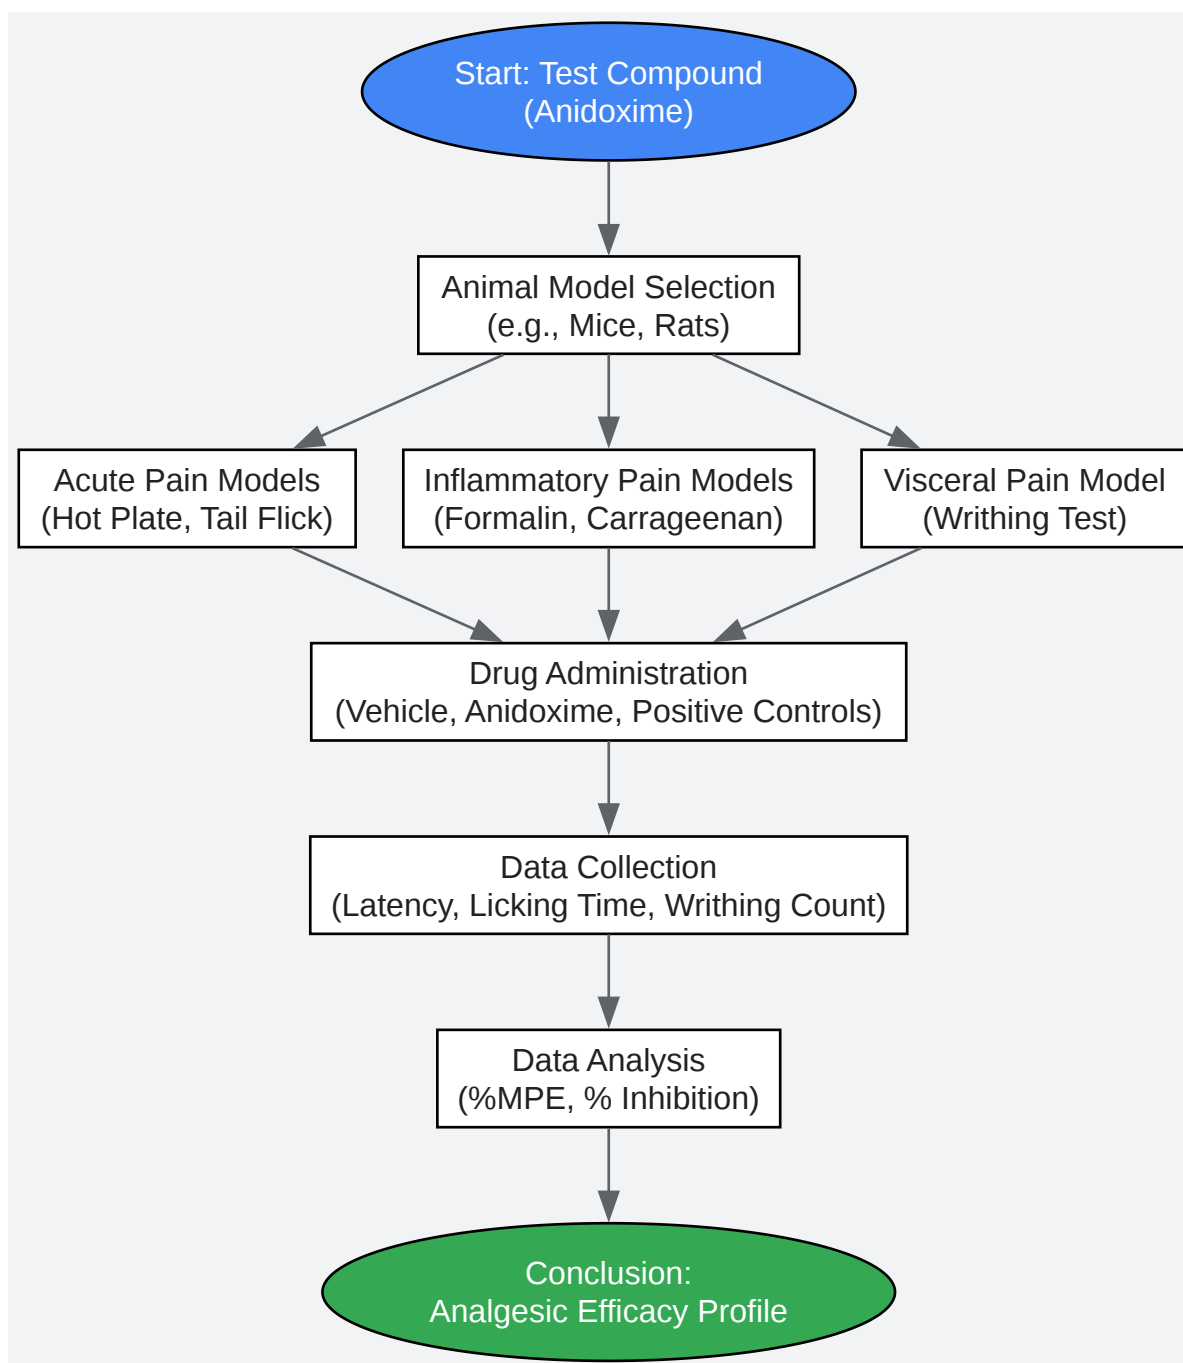 Start: Test Compound
(Anidoxime)
Animal Model Selection
(e.g., Mice, Rats)
Acute Pain Models
(Hot Plate, Tail Flick)
Inflammatory Pain Models
(Formalin, Carrageenan)
Visceral Pain Model
(Writhing Test)
Drug Administration
(Vehicle, Anidoxime, Positive Controls)
Data Collection
(Latency, Licking Time, Writhing Count)
Data Analysis
(%MPE, % Inhibition)
Conclusion:
Analgesic Efficacy Profile